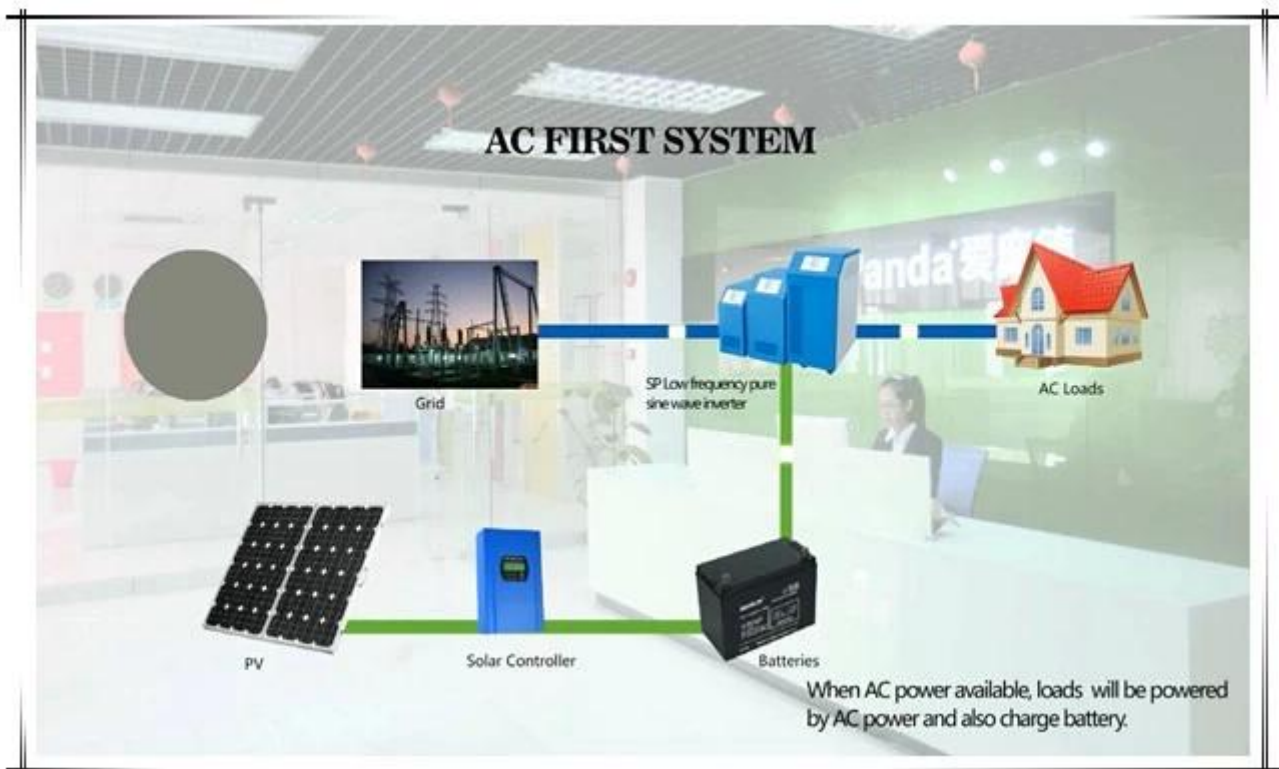 AC FIRST SYSTEM
anda
Grid
SP Low frequency pure
sine wave inverter
AC Loads
PV
Solar Controller
Batteries
When AC power available, loads  will be powered
by AC power and also charge battery.